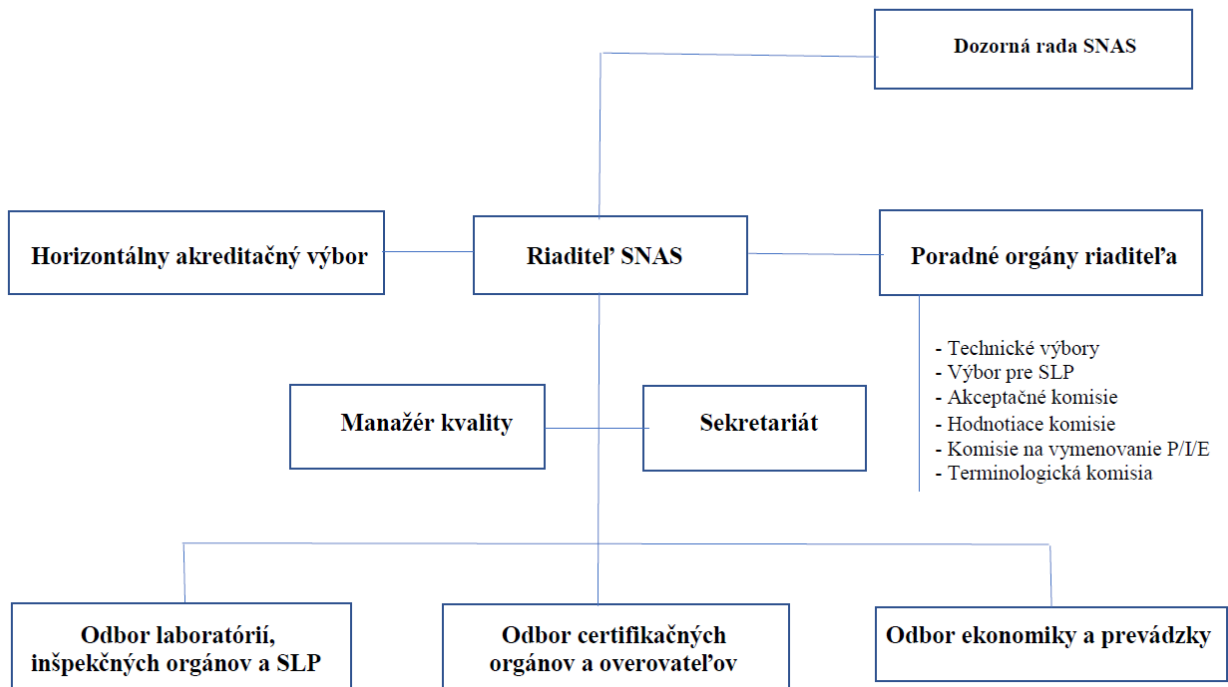 Dozorná rada SNAS
Horizontálny akreditačný výbor
Riaditeľ SNAS
Poradné orgány riaditeľa
- Technické výbory
- Výbor pre SLP
- Akceptačné komisie
- Hodnotiace komisie
- Komisie na vymenovanie P/I/E
- Terminologická komisia
Manažér kvality
Sekretariát
Odbor laboratórií,
inšpekčných orgánov a SLP
Odbor certifikačných
orgánov a overovateľov
Odbor ekonomiky a prevádzky